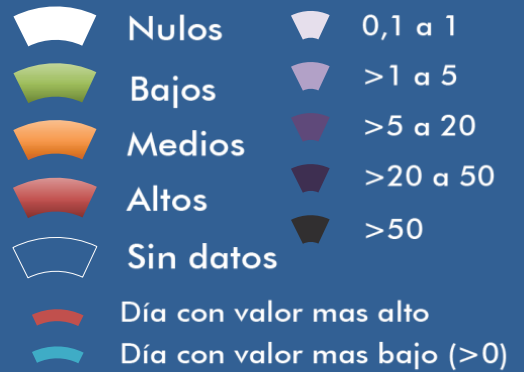 Nulos
Bajos
Medios
Altos
Sin datos
0,1 a 1
>1 a 5
>5 a 20
>20 a 50
>50
Día con valor mas alto
Día con valor mas bajo (>0)